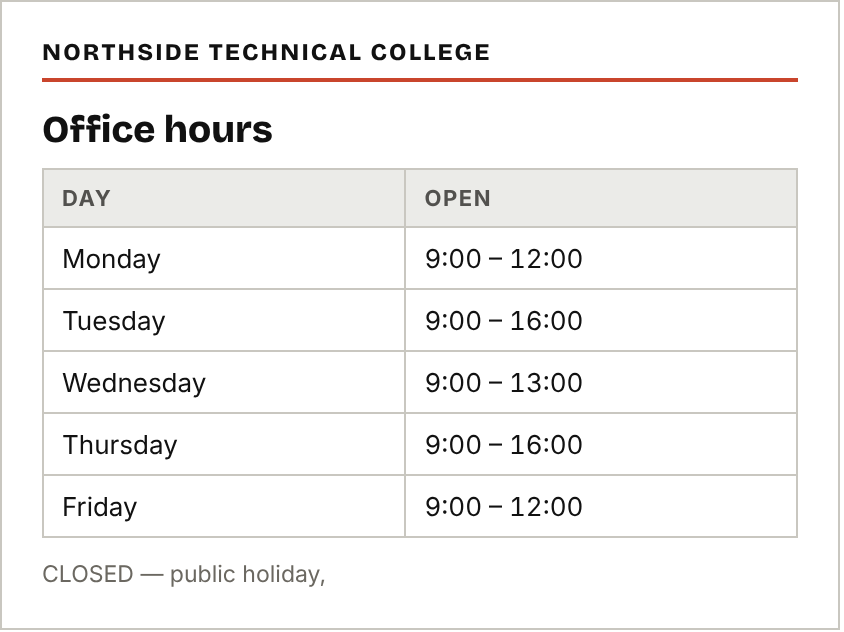 NORTHSIDE TECHNICAL COLLEGE
Office hours
DAY OPEN
Monday 9:00 – 12:00
Tuesday 9:00 – 16:00
Wednesday 9:00 – 13:00
Thursday 9:00 – 16:00
Friday 9:00 – 12:00
CLOSED — public holiday,